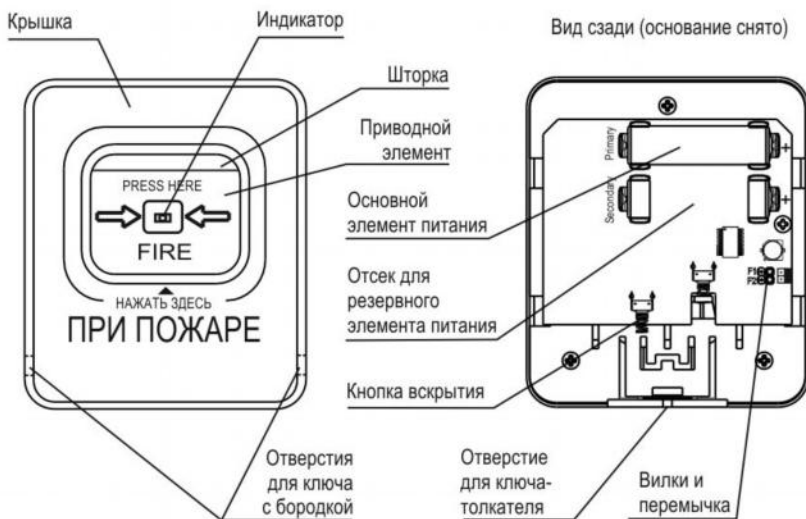 Крышка
Индикатор
Вид сзади (основание снято)
Шторка
Приводной
элемент
PRESS HERE
FIRE
НАЖАТЬ ЗДЕСЬ
ПРИ ПОЖАРЕ
Primary
+
Secondary
+
Основной
элемент питания
Отсек для
резервного
элемента питания
F1
F2
Кнопка вскрытия
Отверстия
для ключа
с бородкой
Отверстие
для ключа-
толкателя
Вилки и
перемычка